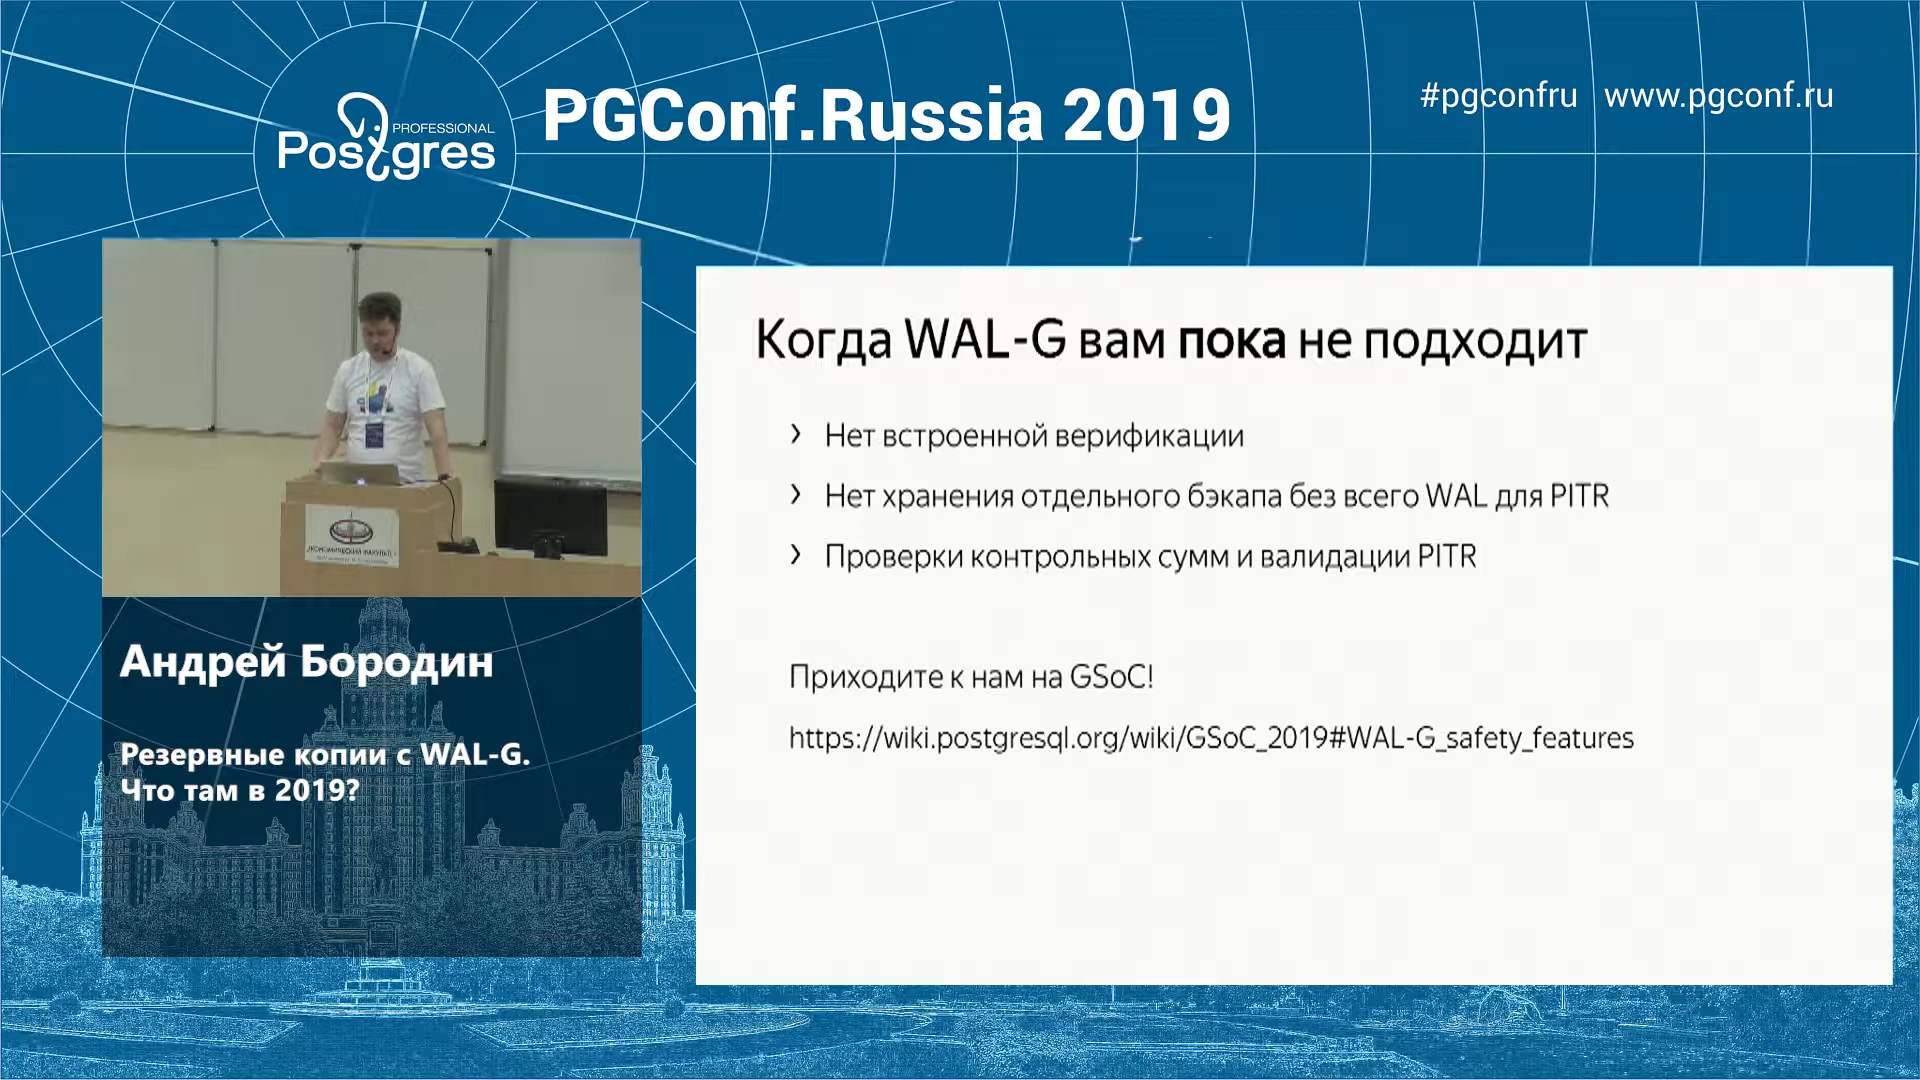 PROFESSIONAL
Postgres
PGConf.Russia 2019
#pgconfru www.pgconf.ru
ЭКОНОМИЧЕСКИЙ ФАКУЛЬТЕТ
Андрей Бородин
Резервные копии с WAL-G.
Что там в 2019?
Когда WAL-G вам пока не подходит
› Нет встроенной верификации
› Нет хранения отдельного бэкапа без всего WAL для PITR
› Проверки контрольных сумм и валидации PITR
Приходите к нам на GSoC!
https://wiki.postgresql.org/wiki/GSoC_2019#WAL-G_safety_features